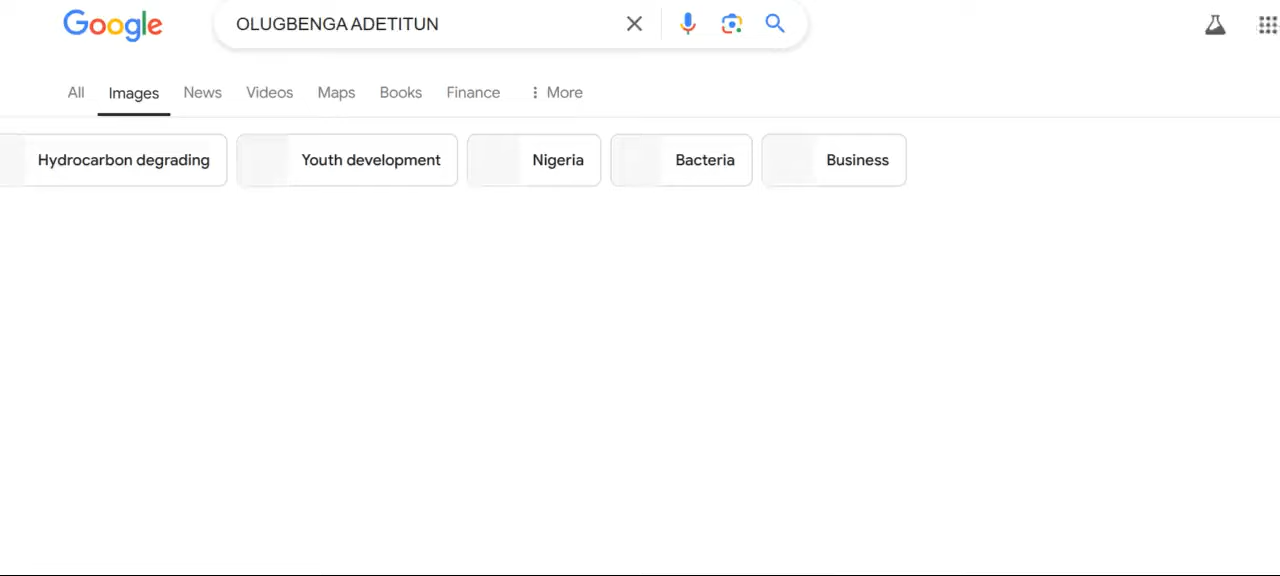 Google
OLUGBENGA ADETITUN
All Images News Videos Maps Books Finance More
Hydrocarbon degrading Youth development Nigeria Bacteria Business